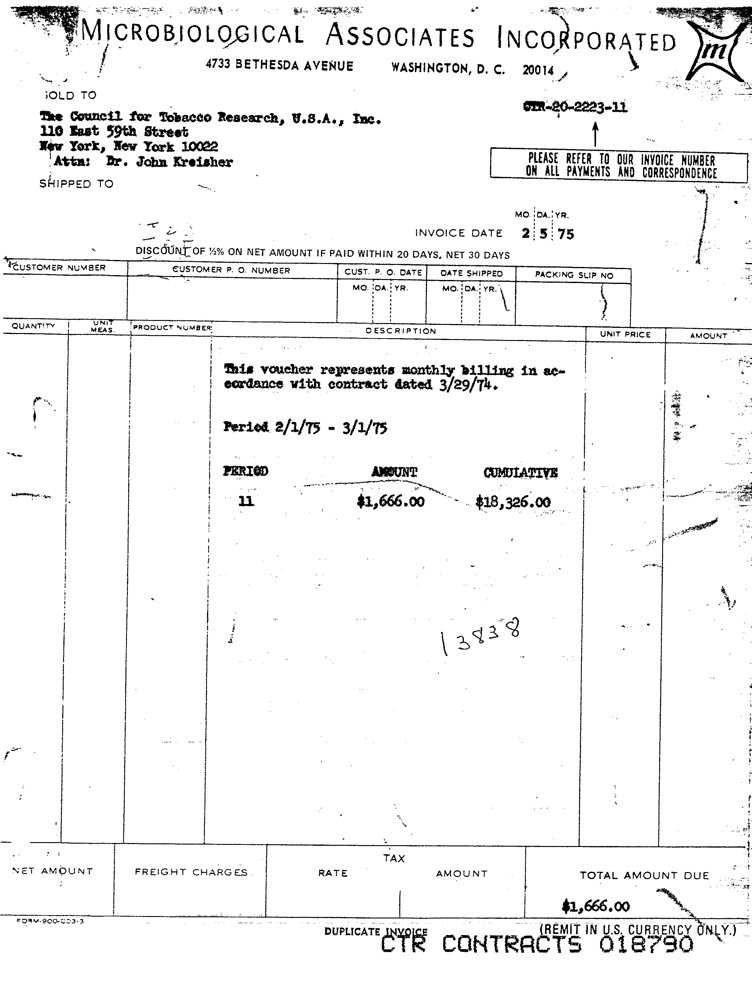 MICROBIOLOGICAL ASSOCIATES INCORPORATED
m
4733 BETHESDA AVENUE WASHINGTON, D. C. 20014
SOLD TO
The Council for Tobacco Research, U.S.A., Inc.
110 East 59th Street
New York, New York 10022
Attn: Dr. John Kreisher
CTR-20-2223-11
PLEASE REFER TO OUR INVOICE NUMBER
ON ALL PAYMENTS AND CORRESPONDENCE
SHIPPED TO
MO. DA. YR.
INVOICE DATE 2 5 75
DISCOUNT OF ½% ON NET AMOUNT IF PAID WITHIN 20 DAYS, NET 30 DAYS
CUSTOMER NUMBER CUSTOMER P. O. NUMBER CUST. P. O. DATE DATE SHIPPED PACKING SLIP NO
MO. DA. YR. MO. DA. YR.
QUANTITY UNIT MEAS. PRODUCT NUMBER DESCRIPTION UNIT PRICE AMOUNT
This voucher represents monthly billing in ac-
cordance with contract dated 3/29/74.
Period 2/1/75 - 3/1/75
PERIOD AMOUNT CUMULATIVE
11 $1,666.00 $18,326.00
13838
NET AMOUNT FREIGHT CHARGES TAX
RATE AMOUNT TOTAL AMOUNT DUE
$1,666.00
FORM-900-003-3
DUPLICATE INVOICE (REMIT IN U.S. CURRENCY ONLY.)
CTR CONTRACTS 018790